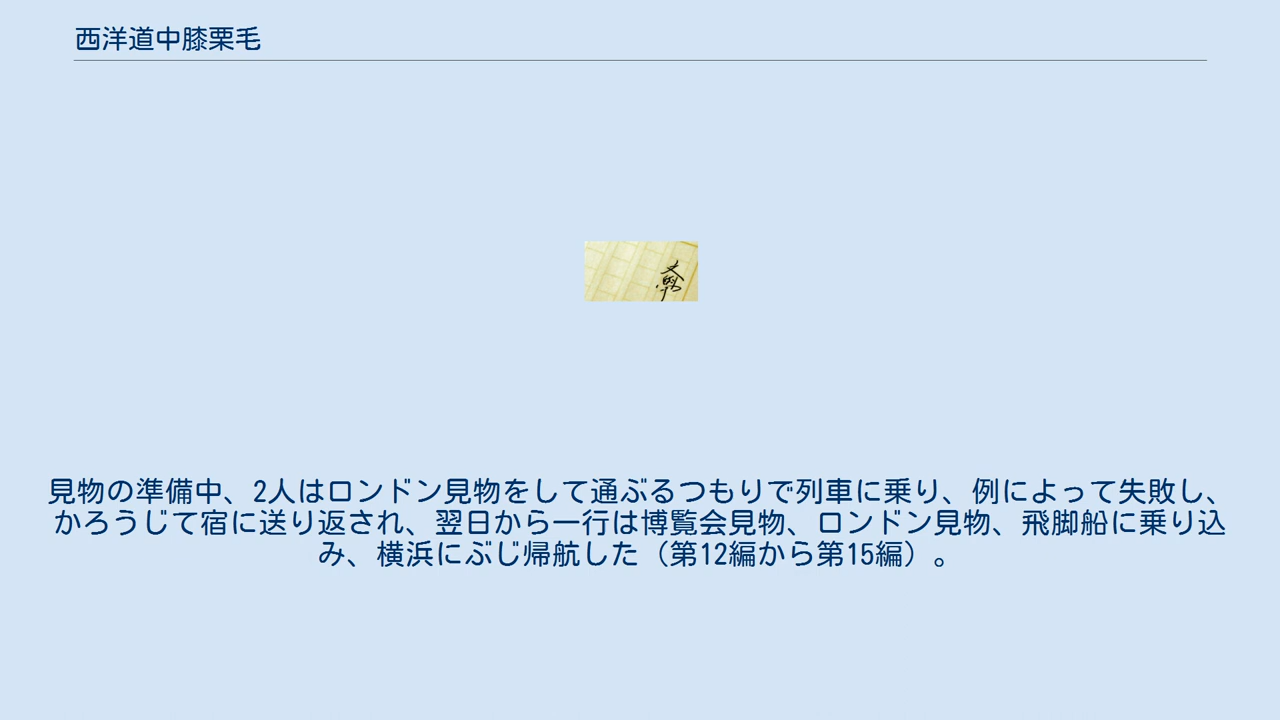 西洋道中膝栗毛
見物の準備中、2人はロンドン見物をして通ぶるつもりで列車に乗り、例によって失敗し、
かろうじて宿に送り返され、翌日から一行は博覧会見物、ロンドン見物、飛脚船に乗り込
み、横浜にぶじ帰航した（第12編から第15編）。